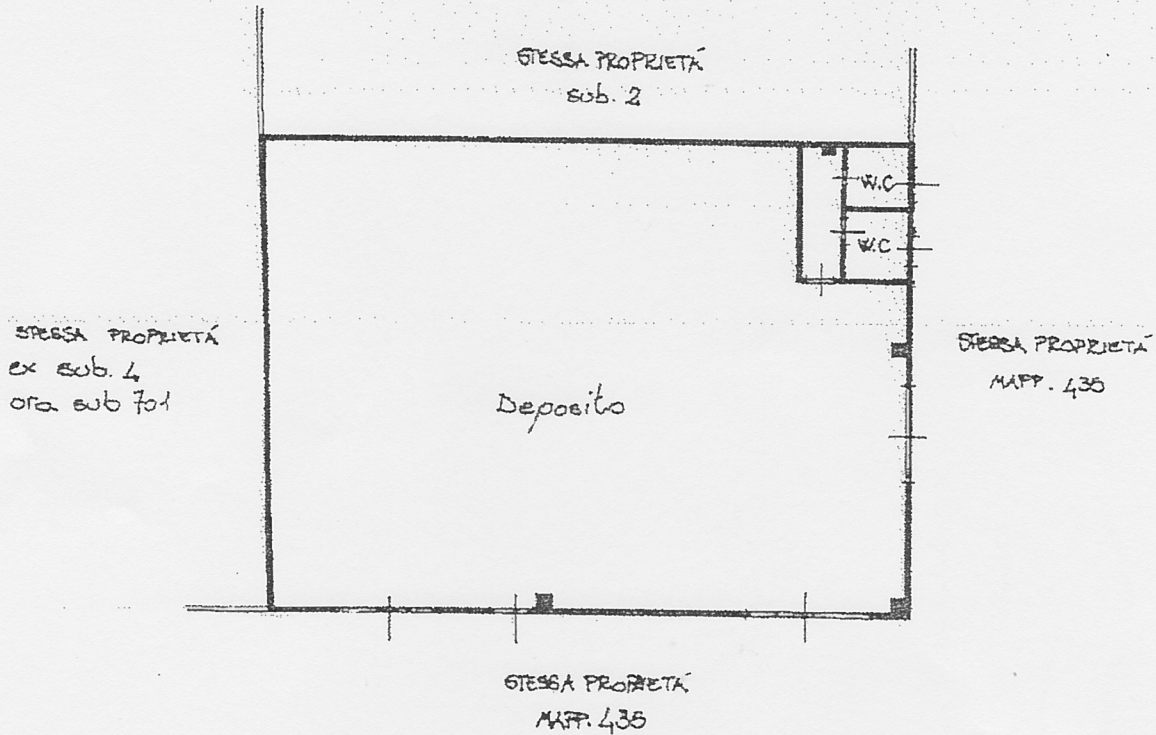 STESSA PROPRIETÁ
sub. 2
W.C
W.C
STESSA PROPRIETÁ
ex sub. 4
ora sub 701
Deposito
STESSA PROPRIETÁ
MAPP. 435
STESSA PROPRIETÁ
MAPP. 435